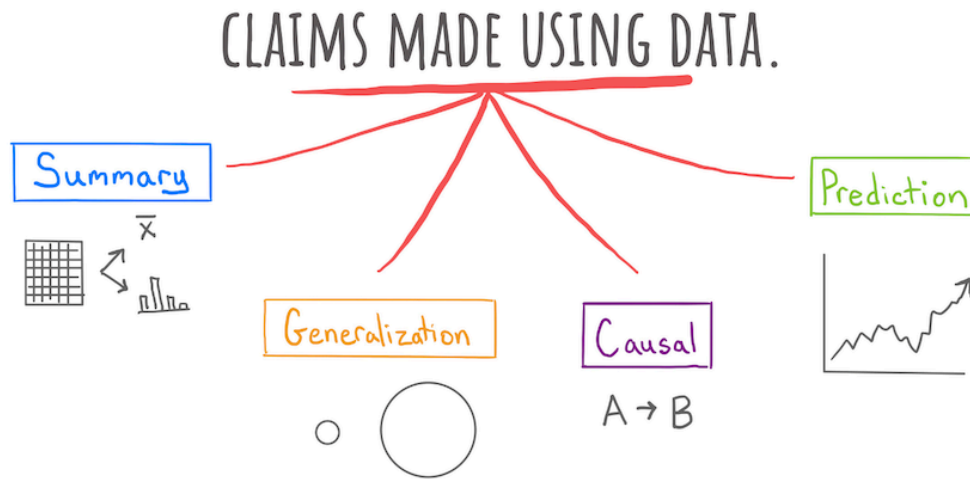 CLAIMS MADE USING DATA.
Summary
x̅
Generalization
Causal
A → B
Prediction